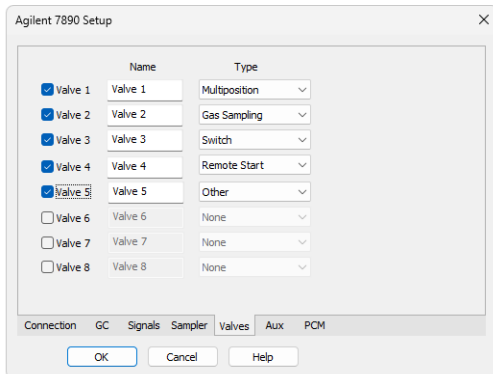 Agilent 7890 Setup
Name Type
Valve 1 Valve 1 Multiposition
Valve 2 Valve 2 Gas Sampling
Valve 3 Valve 3 Switch
Valve 4 Valve 4 Remote Start
Valve 5 Valve 5 Other
Valve 6 Valve 6 None
Valve 7 Valve 7 None
Valve 8 Valve 8 None
Connection GC Signals Sampler Valves Aux PCM
OK Cancel Help